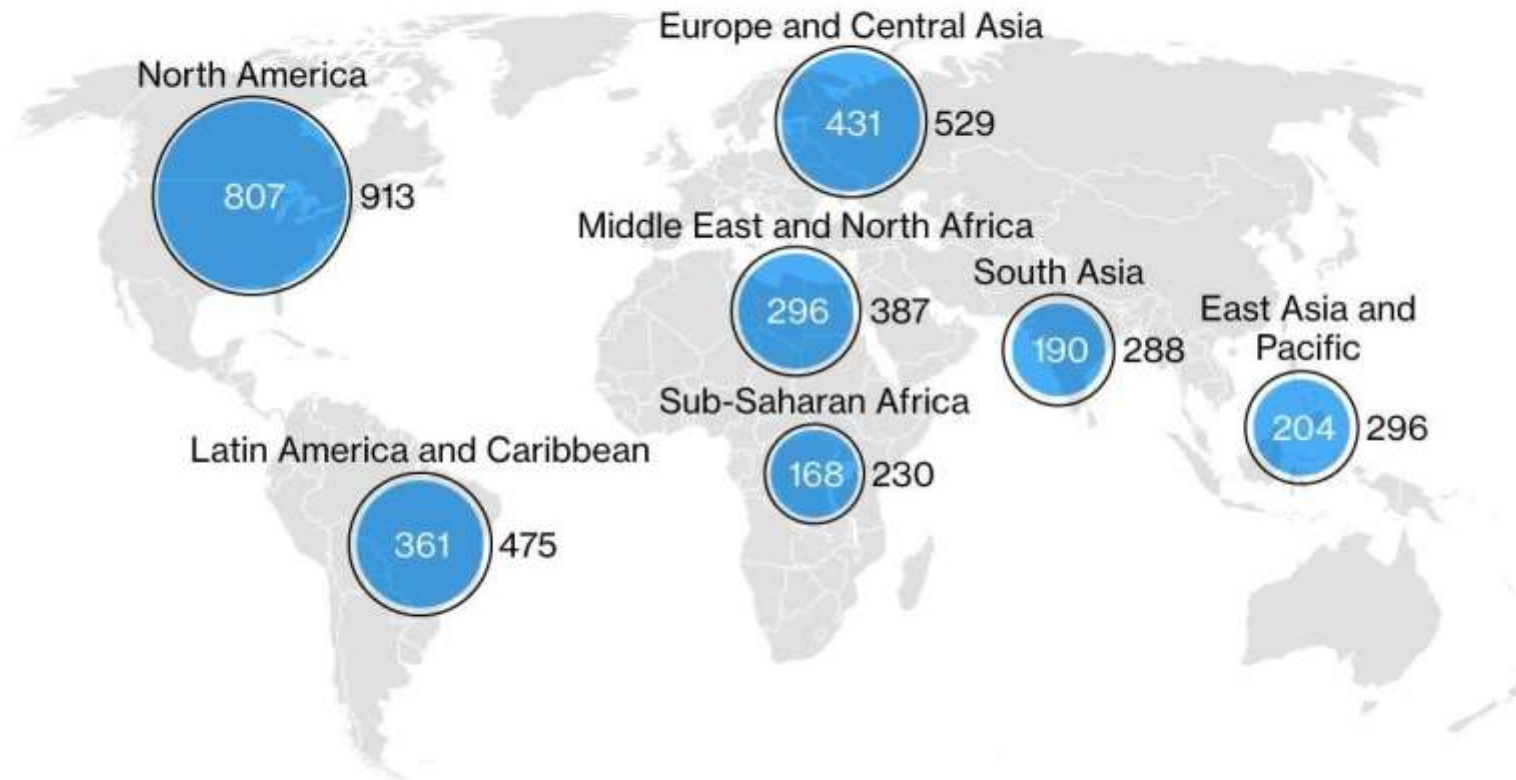 Europe and Central Asia
431 529
North America
807 913
Middle East and North Africa
296 387
South Asia
190 288
East Asia and
Pacific
204 296
Sub-Saharan Africa
168 230
Latin America and Caribbean
361 475